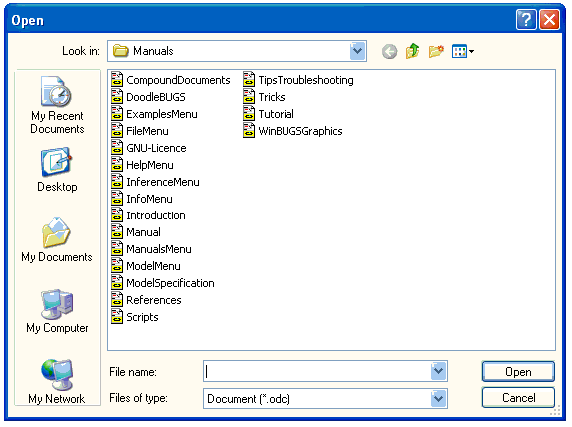 Open
Look in: Manuals
My Recent
Documents
Desktop
My Documents
My Computer
My Network
CompoundDocuments
DoodleBUGS
ExamplesMenu
FileMenu
GNU-Licence
HelpMenu
InferenceMenu
InfoMenu
Introduction
Manual
ManualsMenu
ModelMenu
ModelSpecification
References
Scripts
TipsTroubleshooting
Tricks
Tutorial
WinBUGSGraphics
File name:
Open
Files of type: Document (*.odc)
Cancel